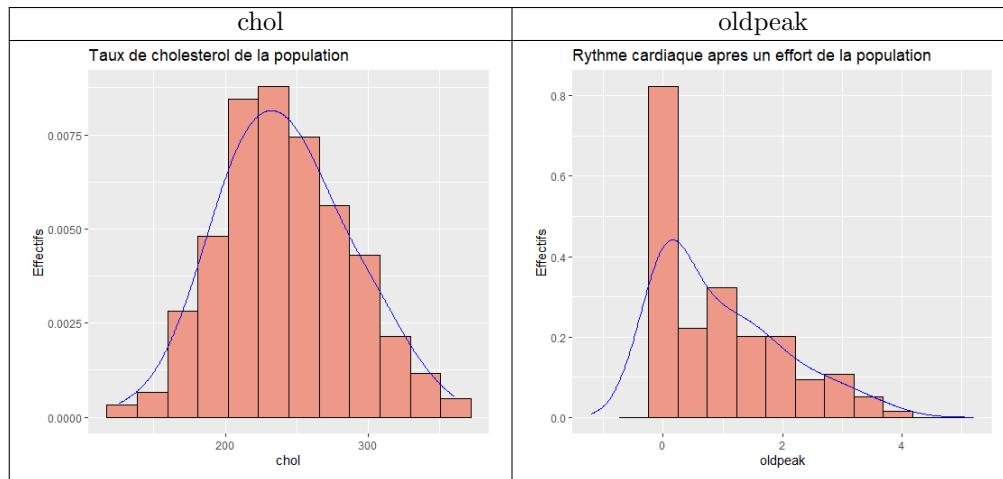 chol
oldpeak
Taux de cholesterol de la population
Rythme cardiaque apres un effort de la population
0.0075
0.0050
0.0025
0.0000
Effectifs
200
300
chol
0.8
0.6
0.4
0.2
0.0
Effectifs
0
2
4
oldpeak